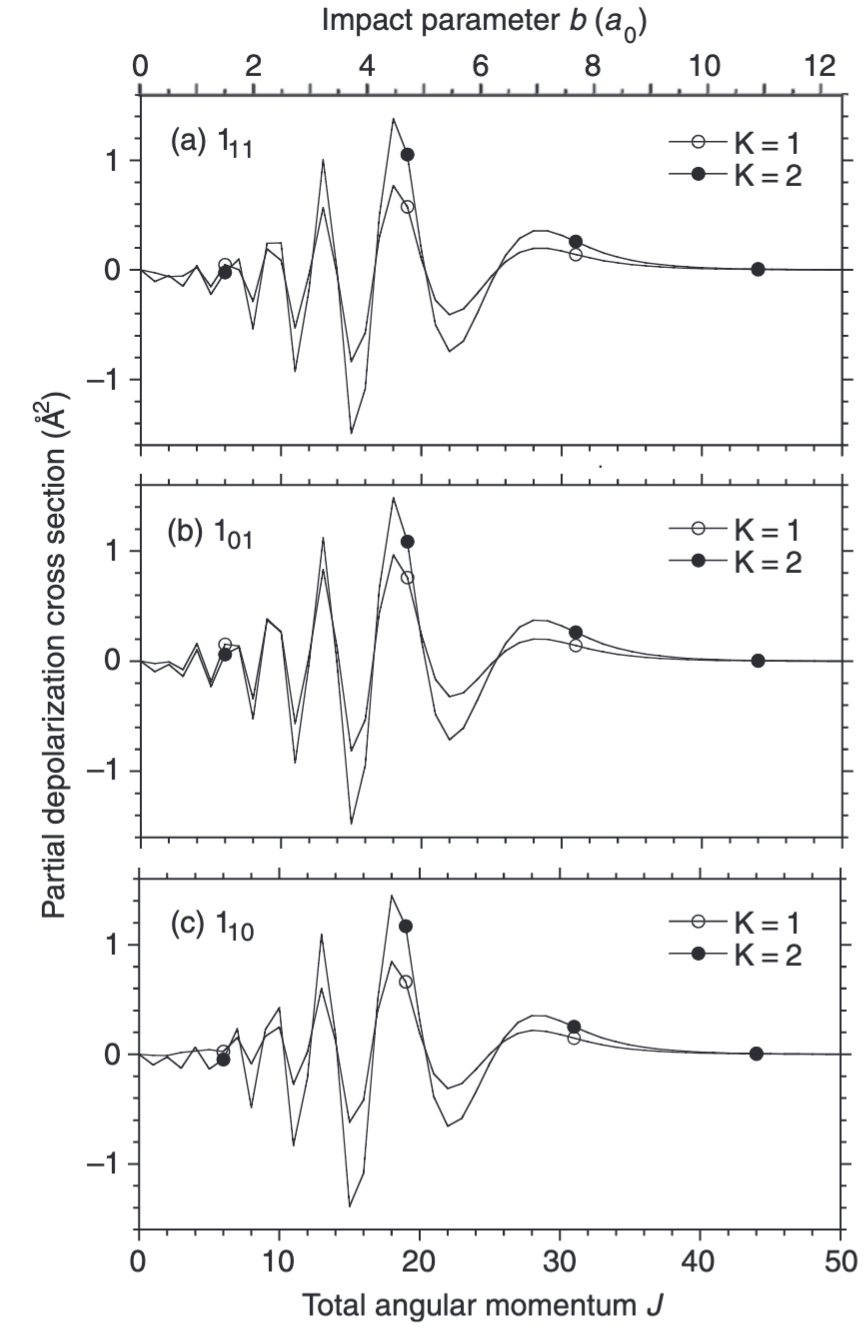 Impact parameter b (a₀)
0 2 4 6 8 10 12
(a) 1₁₁
K = 1
K = 2
1
0
−1
(b) 1₀₁
K = 1
K = 2
1
0
−1
Partial depolarization cross section (Å²)
(c) 1₁₀
K = 1
K = 2
1
0
−1
0 10 20 30 40 50
Total angular momentum J